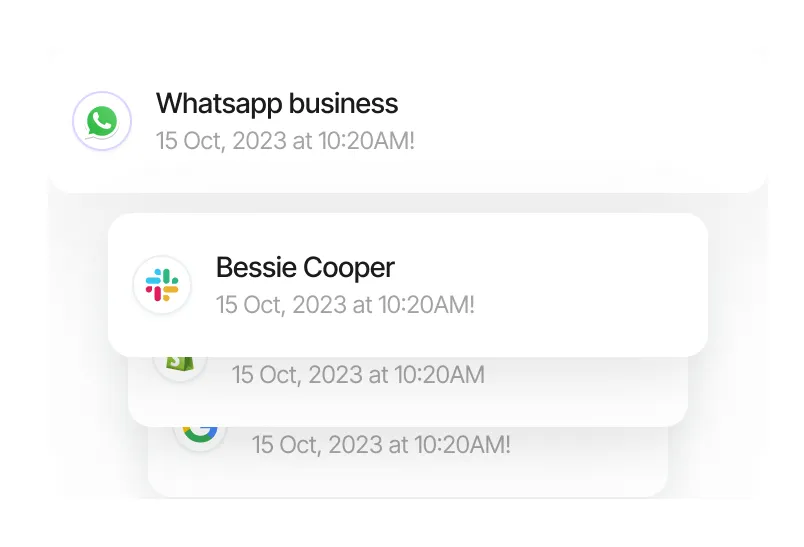 Whatsapp business
15 Oct, 2023 at 10:20AM!
Bessie Cooper
15 Oct, 2023 at 10:20AM!
15 Oct, 2023 at 10:20AM
15 Oct, 2023 at 10:20AM!